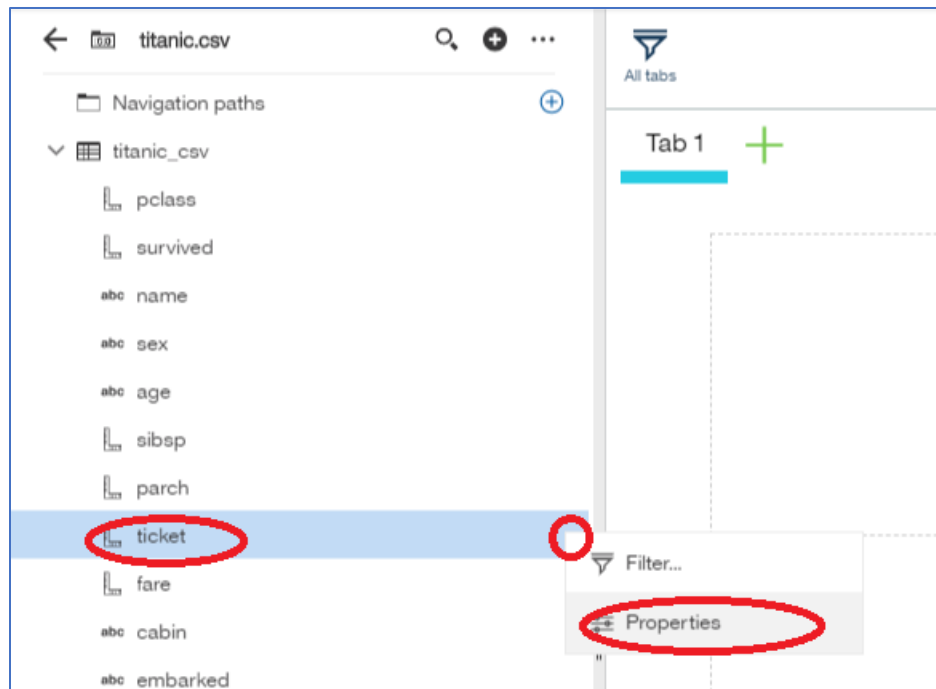 titanic.csv
All tabs
Navigation paths
Tab 1
titanic_csv
pclass
survived
abc name
abc sex
abc age
sibsp
parch
ticket
Filter...
fare
Properties
abc cabin
abc embarked